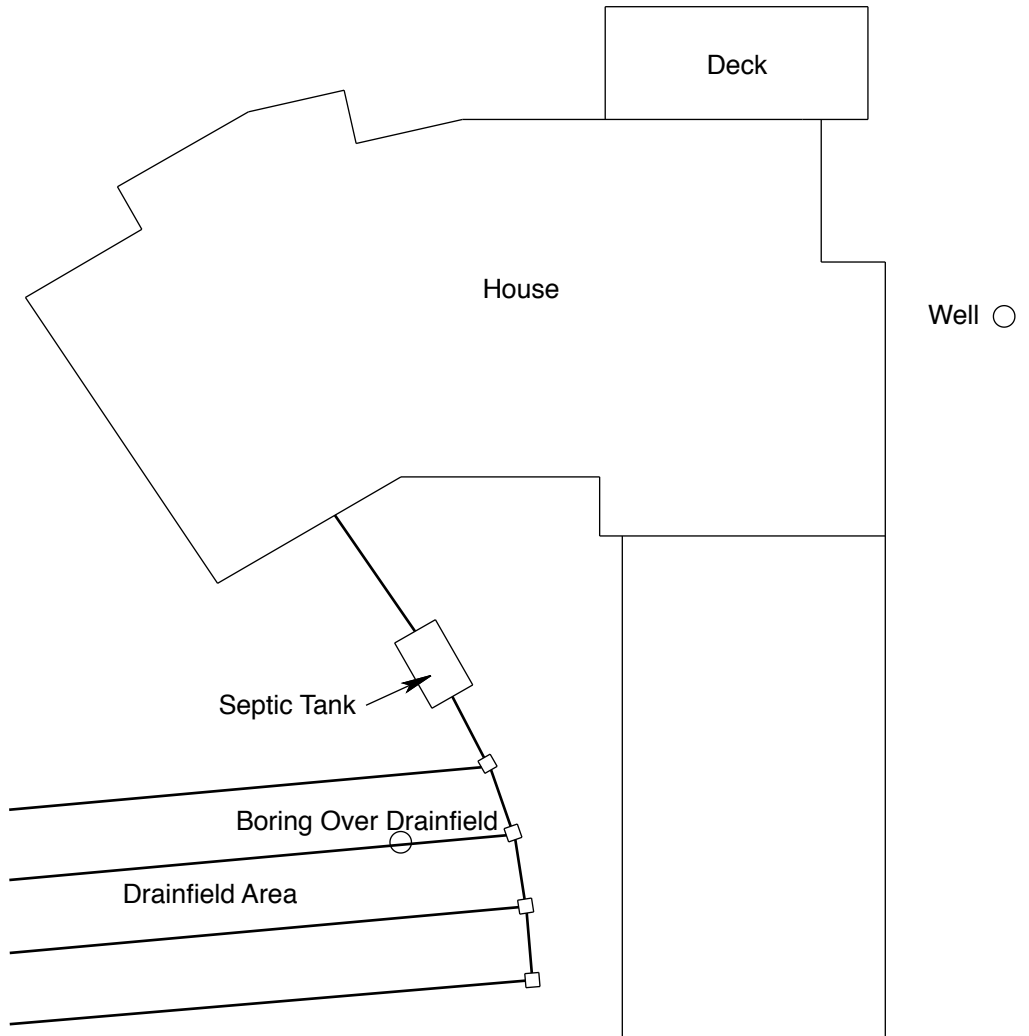 Deck
House
Well
Septic Tank
Boring Over Drainfield
Drainfield Area